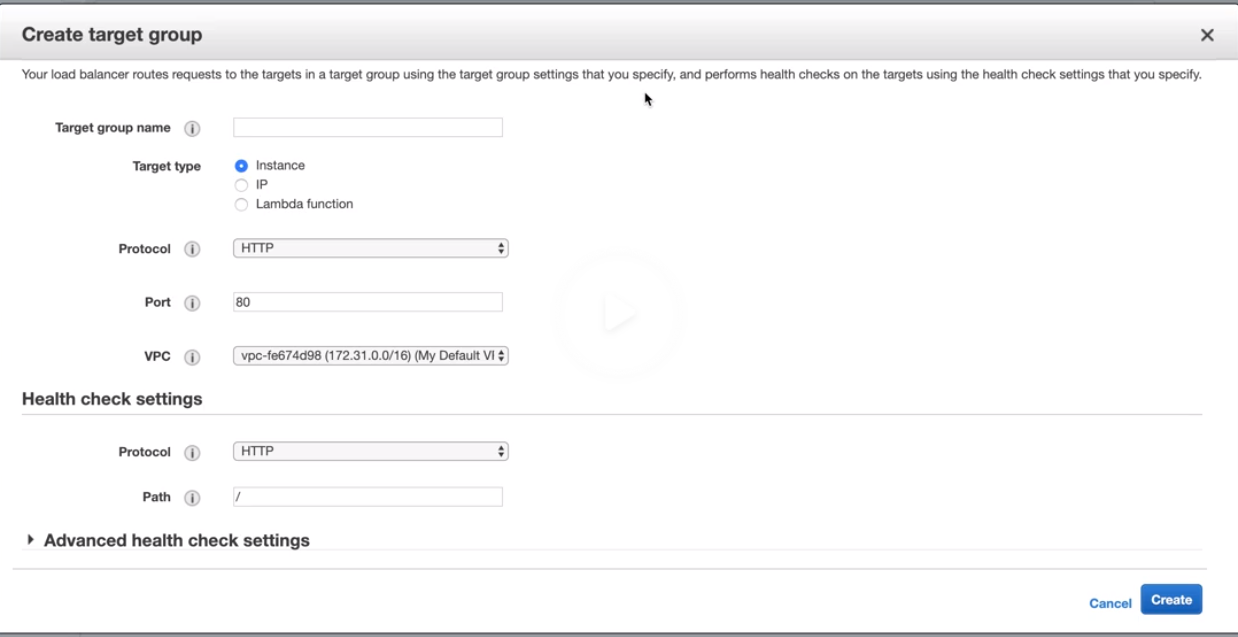 Create target group
Your load balancer routes requests to the targets in a target group using the target group settings that you specify, and performs health checks on the targets using the health check settings that you specify.
Target group name
Target type
Instance
IP
Lambda function
Protocol
HTTP
Port
80
VPC
vpc-fe674d98 (172.31.0.0/16) (My Default VI
Health check settings
Protocol
HTTP
Path
/
Advanced health check settings
Cancel
Create